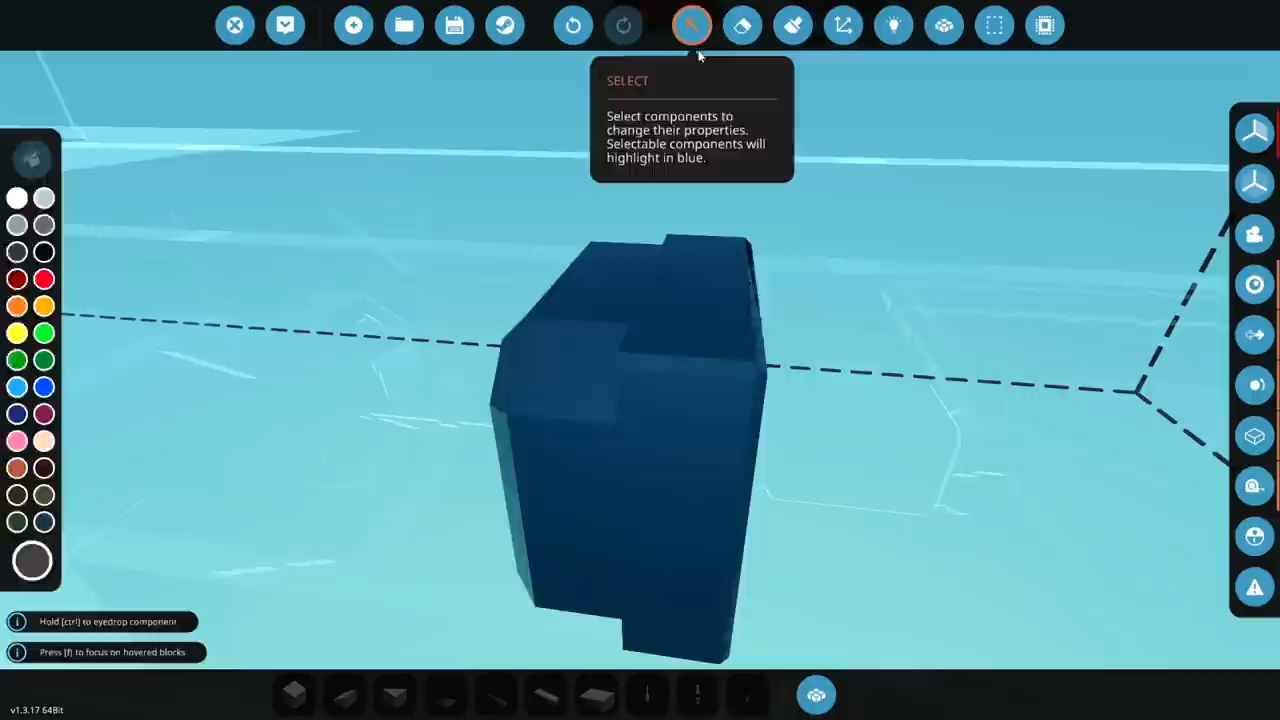 SELECT
Select components to
change their properties.
Selectable components will
highlight in blue.
Hold [ctrl] to eyedrop component
Press [f] to focus on hovered blocks
v1.3.17 64Bit